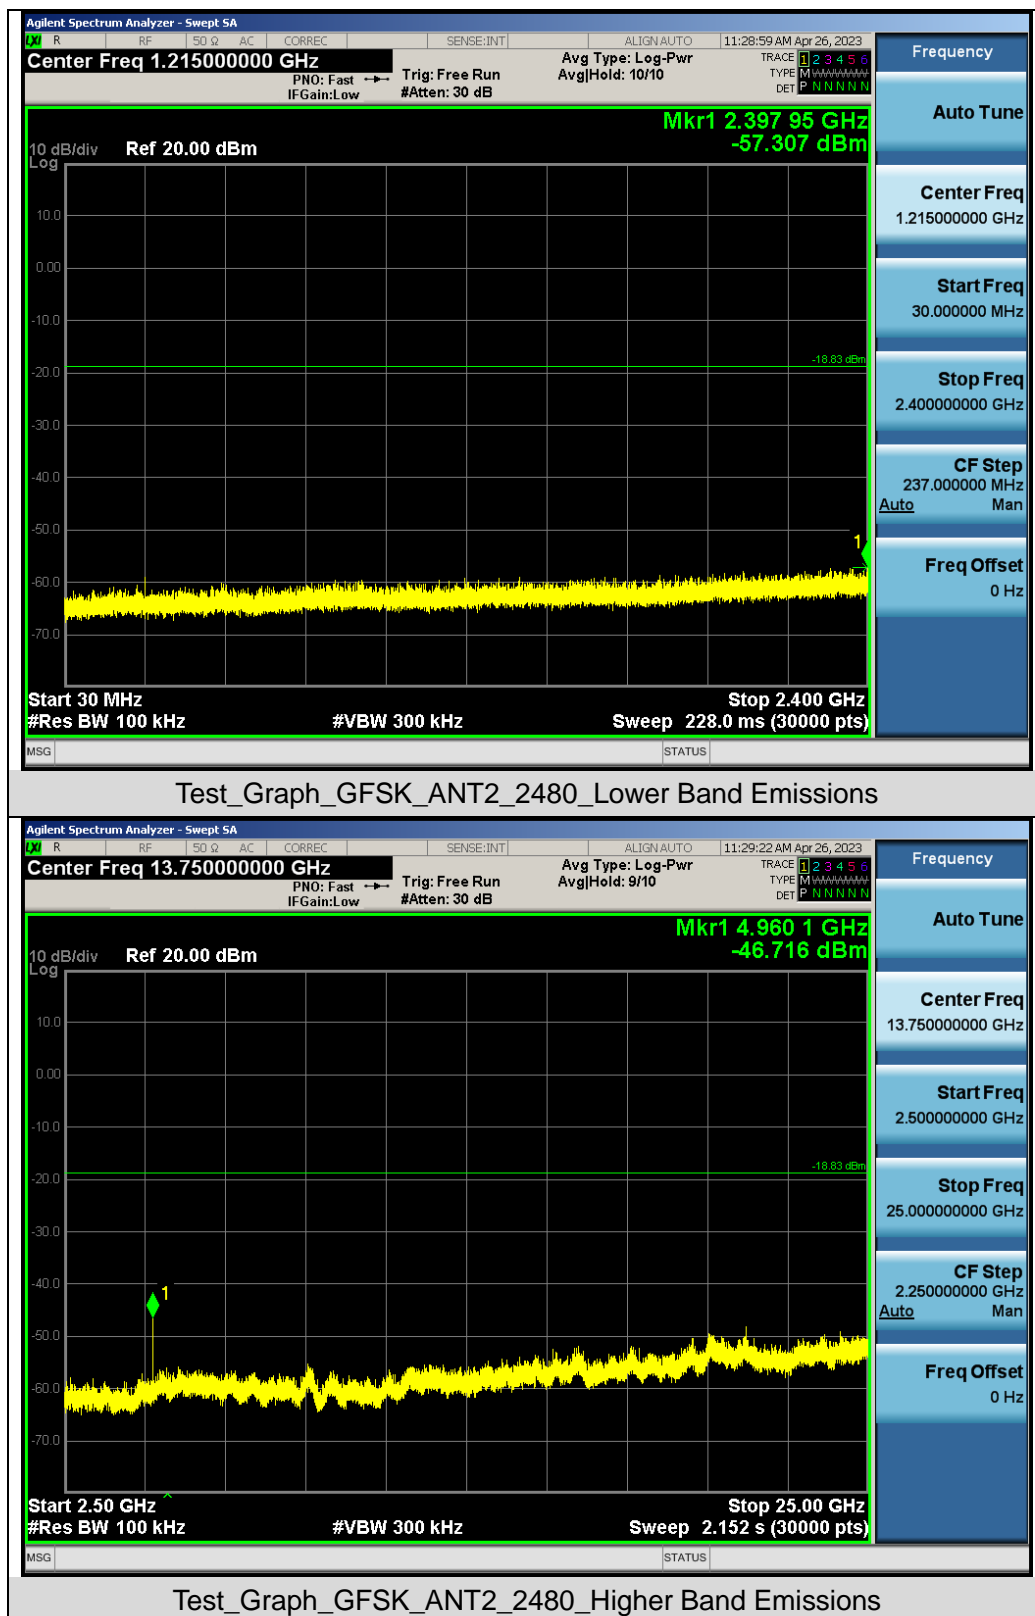 Agilent Spectrum Analyzer - Swept SA
LXI R RF 50 Ω AC CORREC SENSE:INT ALIGN AUTO 11:28:59 AM Apr 26, 2023
Center Freq 1.215000000 GHz
PNO: Fast
IFGain:Low
Trig: Free Run
#Atten: 30 dB
Avg Type: Log-Pwr
Avg|Hold: 10/10
TRACE 1 2 3 4 5 6
TYPE M WWWWW
DET P N N N N N
Mkr1 2.397 95 GHz
-57.307 dBm
10 dB/div Ref 20.00 dBm
Log
10.0
0.00
-10.0
-18.83 dBm
-20.0
-30.0
-40.0
-50.0
1
-60.0
-70.0
Start 30 MHz Stop 2.400 GHz
#Res BW 100 kHz #VBW 300 kHz Sweep 228.0 ms (30000 pts)
MSG STATUS
Frequency
Auto Tune
Center Freq
1.215000000 GHz
Start Freq
30.000000 MHz
Stop Freq
2.400000000 GHz
CF Step
237.000000 MHz
Auto Man
Freq Offset
0 Hz
Test_Graph_GFSK_ANT2_2480_Lower Band Emissions
Agilent Spectrum Analyzer - Swept SA
LXI R RF 50 Ω AC CORREC SENSE:INT ALIGN AUTO 11:29:22 AM Apr 26, 2023
Center Freq 13.750000000 GHz
PNO: Fast
IFGain:Low
Trig: Free Run
#Atten: 30 dB
Avg Type: Log-Pwr
Avg|Hold: 9/10
TRACE 1 2 3 4 5 6
TYPE M WWWWW
DET P N N N N N
Mkr1 4.960 1 GHz
-46.716 dBm
10 dB/div Ref 20.00 dBm
Log
10.0
0.00
-10.0
-18.83 dBm
-20.0
-30.0
-40.0
1
-50.0
-60.0
-70.0
Start 2.50 GHz Stop 25.00 GHz
#Res BW 100 kHz #VBW 300 kHz Sweep 2.152 s (30000 pts)
MSG STATUS
Frequency
Auto Tune
Center Freq
13.750000000 GHz
Start Freq
2.500000000 GHz
Stop Freq
25.000000000 GHz
CF Step
2.250000000 GHz
Auto Man
Freq Offset
0 Hz
Test_Graph_GFSK_ANT2_2480_Higher Band Emissions